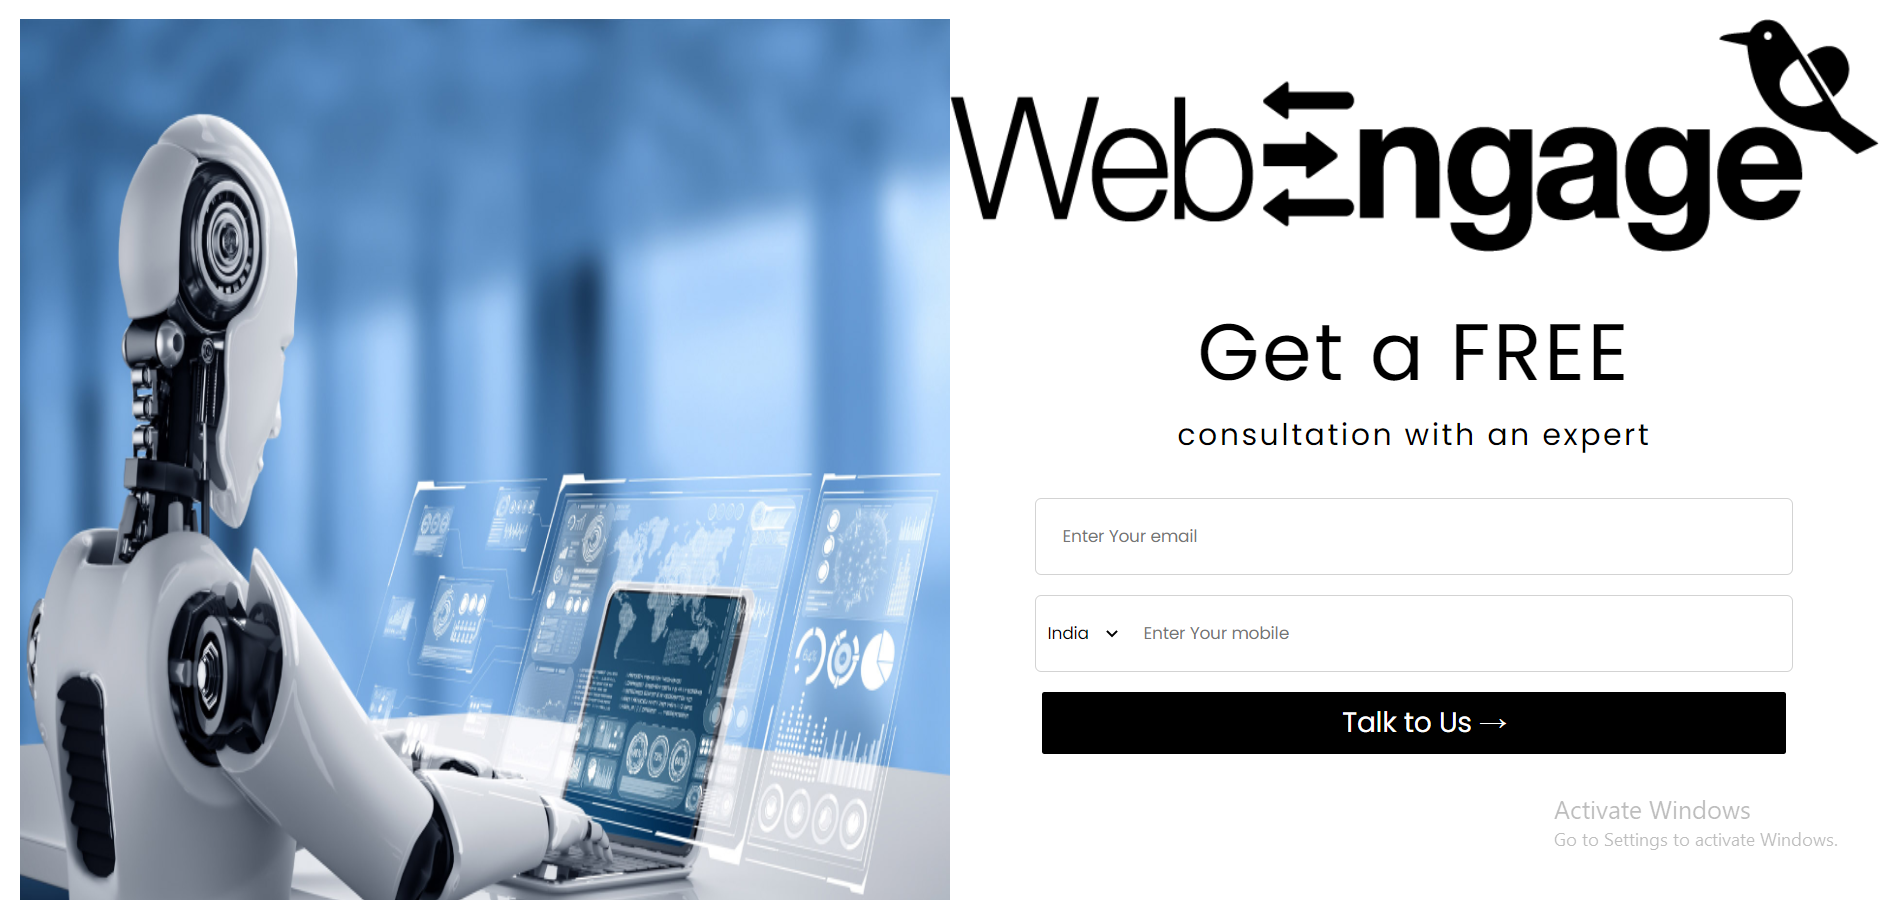 WebEngage
Get a FREE
consultation with an expert
Enter Your email
India Enter Your mobile
Talk to Us →
Activate Windows
Go to Settings to activate Windows.